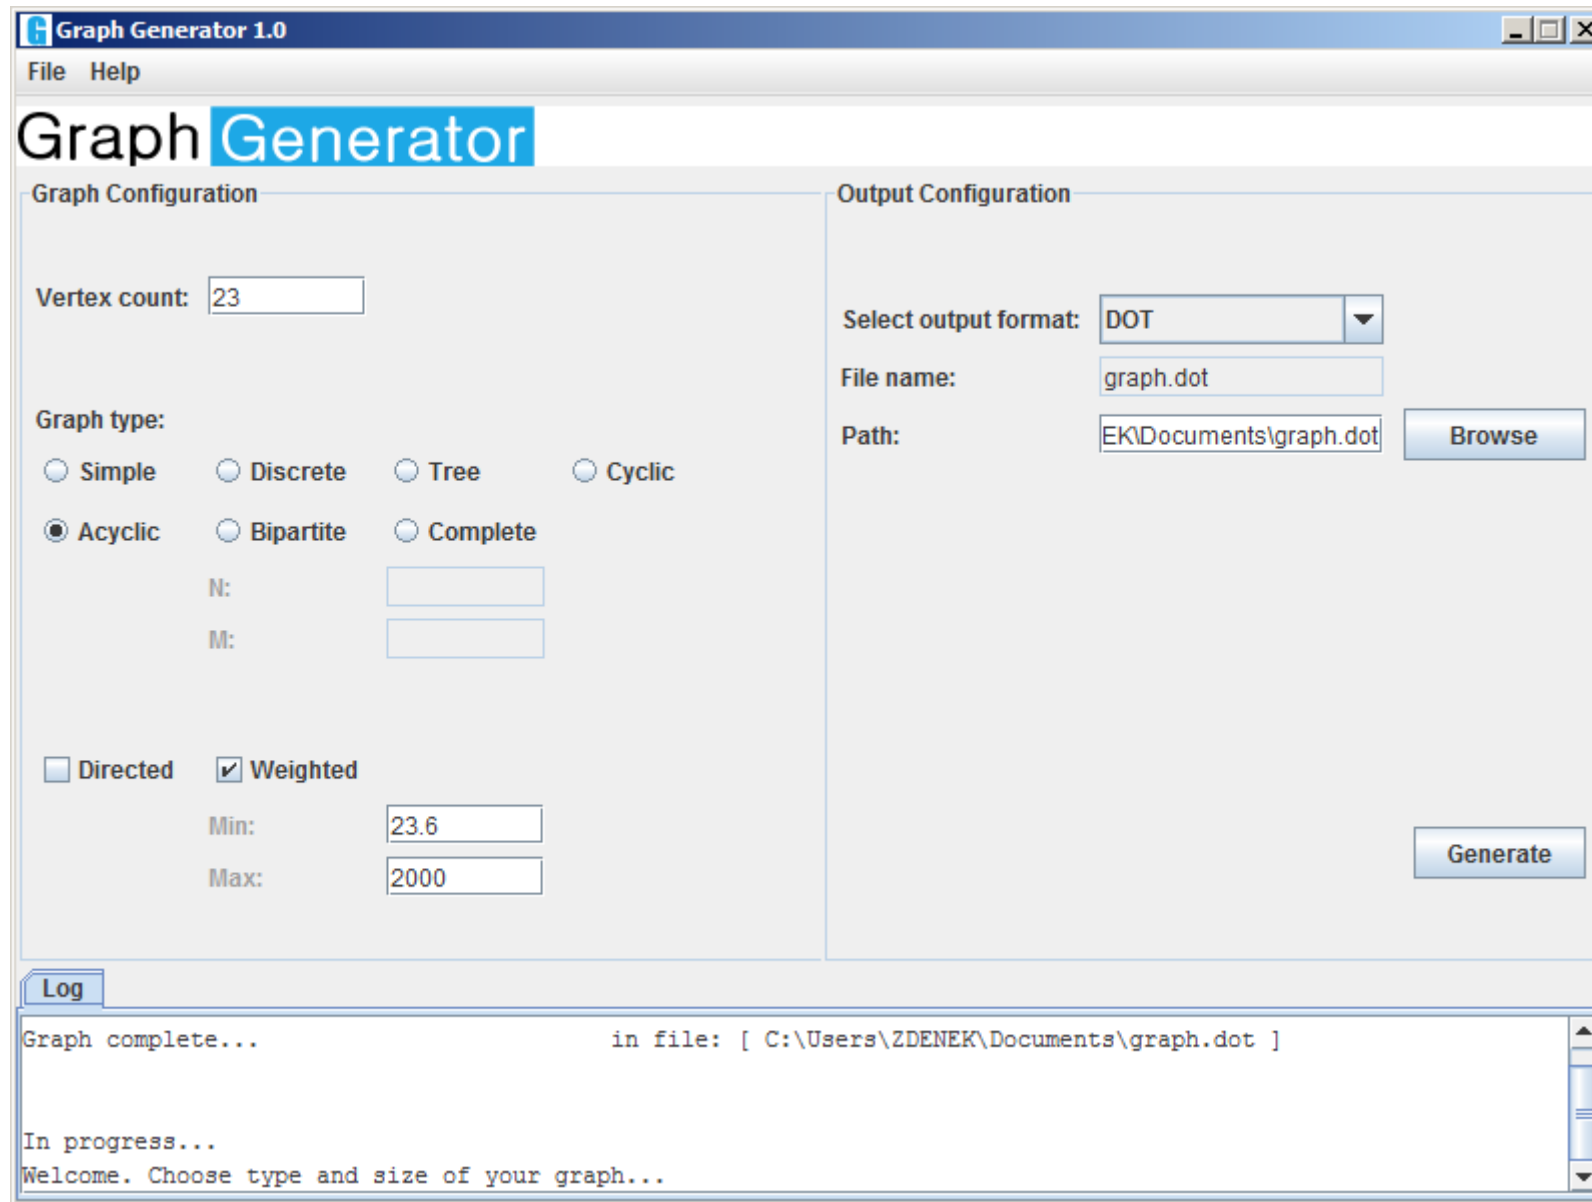 Graph Generator 1.0
File Help
Graph Generator
Graph Configuration
Vertex count: 23
Graph type:
Simple Discrete Tree Cyclic
Acyclic Bipartite Complete
N:
M:
Directed Weighted
Min: 23.6
Max: 2000
Output Configuration
Select output format: DOT
File name: graph.dot
Path: EK\Documents\graph.dot Browse
Generate
Log
Graph complete... in file: [ C:\Users\ZDENEK\Documents\graph.dot ]
In progress...
Welcome. Choose type and size of your graph...